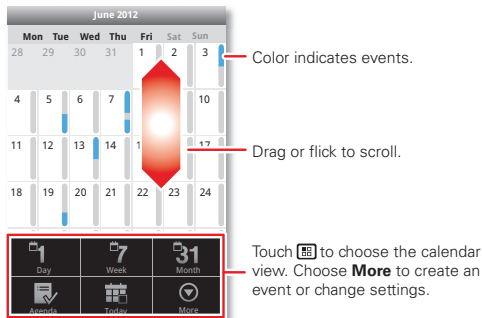 June 2012
Mon Tue Wed Thu Fri Sat Sun
28 29 30 31 1 2 3
Color indicates events.
4 5 6 7 10
11 12 13 14 1 17
Drag or flick to scroll.
18 19 20 21 22 23 24
1 7 31
Day Week Month
Agenda Today More
Touch to choose the calendar
view. Choose More to create an
event or change settings.